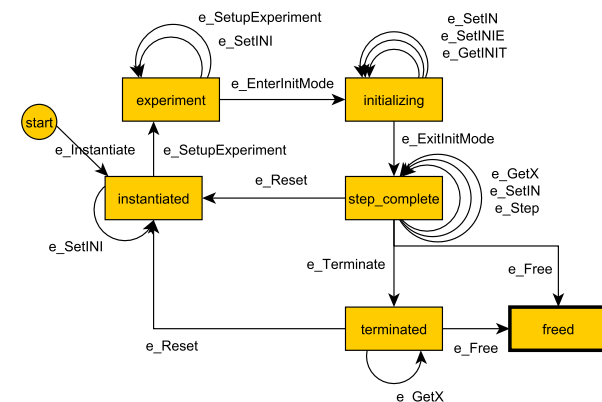 e_SetupExperiment
e_SetINI
e_SetIN
e_SetINIE
e_GetINIT
e_EnterInitMode
experiment
initializing
start
e_Instantiate
e_SetupExperiment
e_ExitInitMode
e_Reset
instantiated
step_complete
e_GetX
e_SetIN
e_Step
e_SetINI
e_Terminate
e_Free
terminated
freed
e_Reset
e_Free
e_GetX